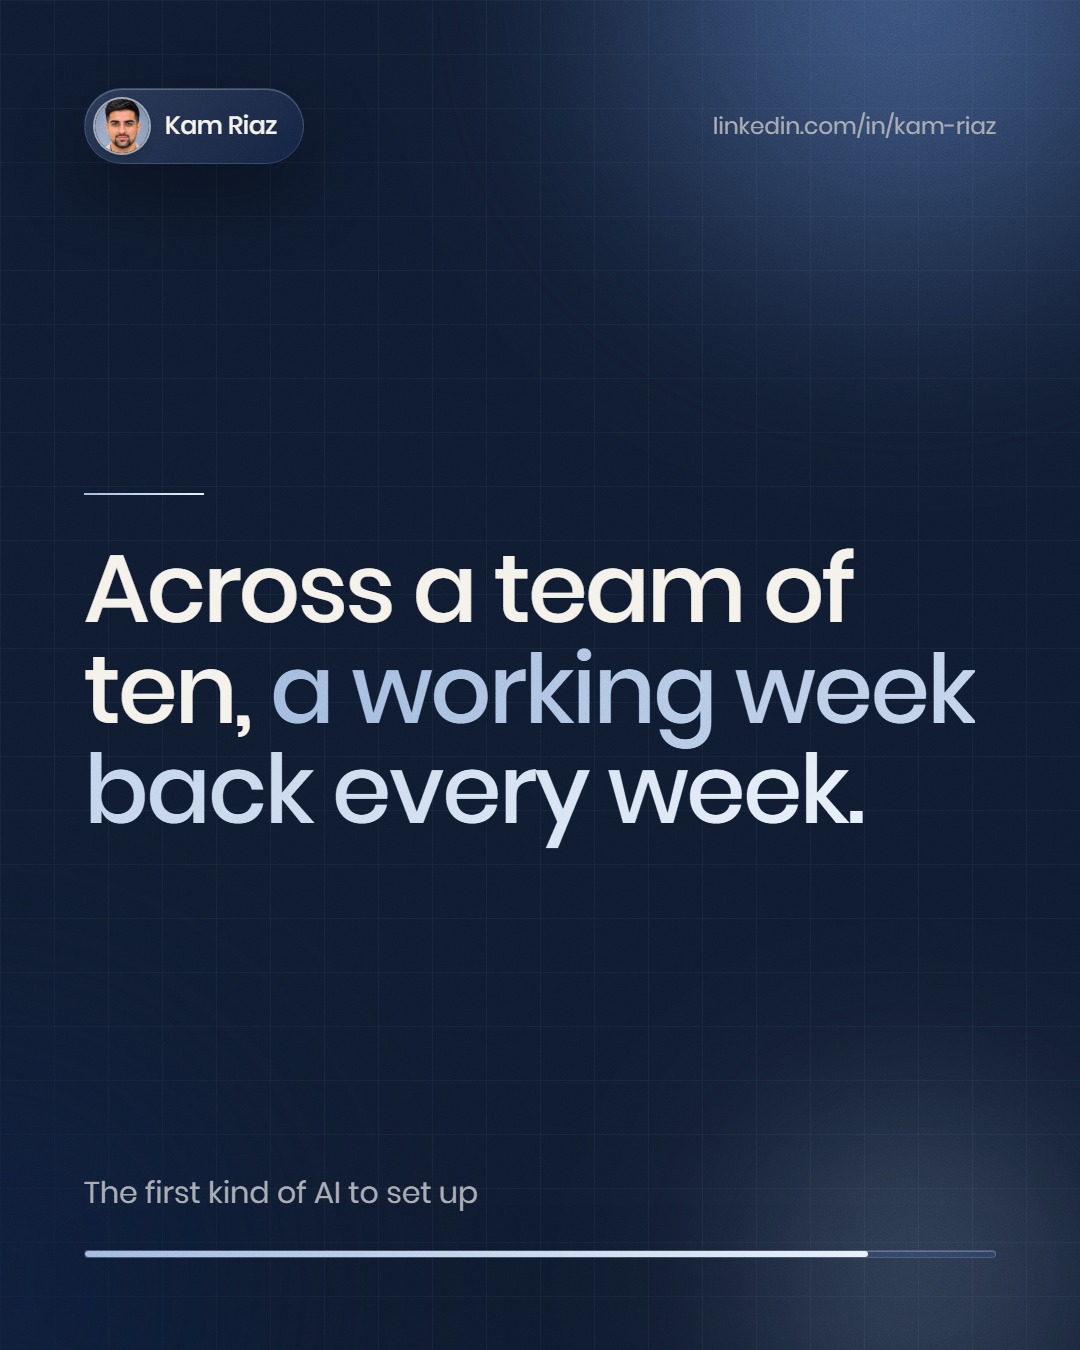 Kam Riaz
linkedin.com/in/kam-riaz
Across a team of
ten, a working week
back every week.
The first kind of AI to set up